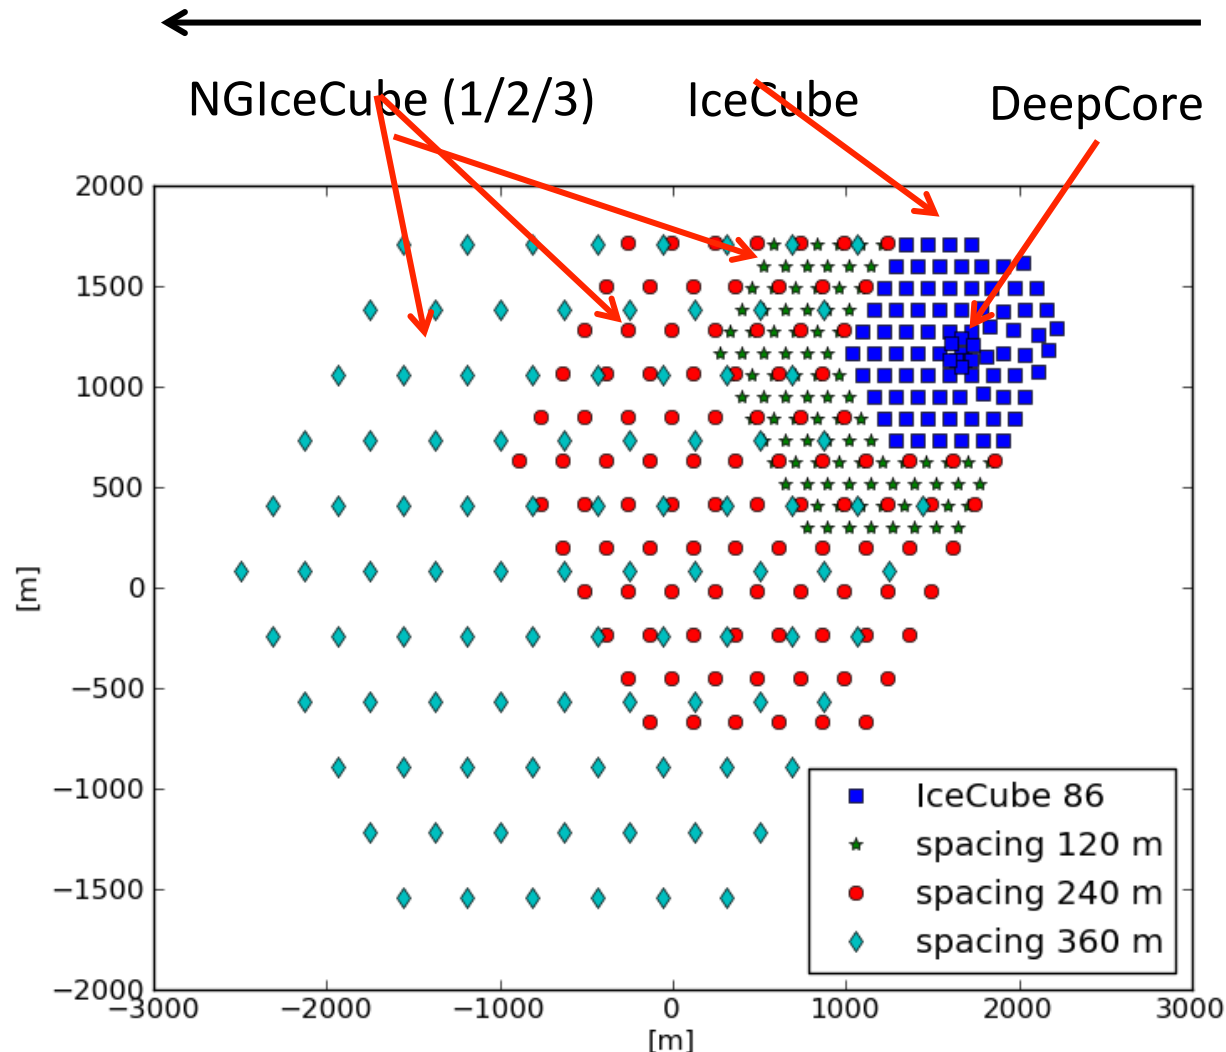 NGIceCube (1/2/3) IceCube DeepCore
2000
1500
1000
500
0
−500
−1000
−1500
−2000
[m]
IceCube 86
spacing 120 m
spacing 240 m
spacing 360 m
−3000 −2000 −1000 0 1000 2000 3000
[m]